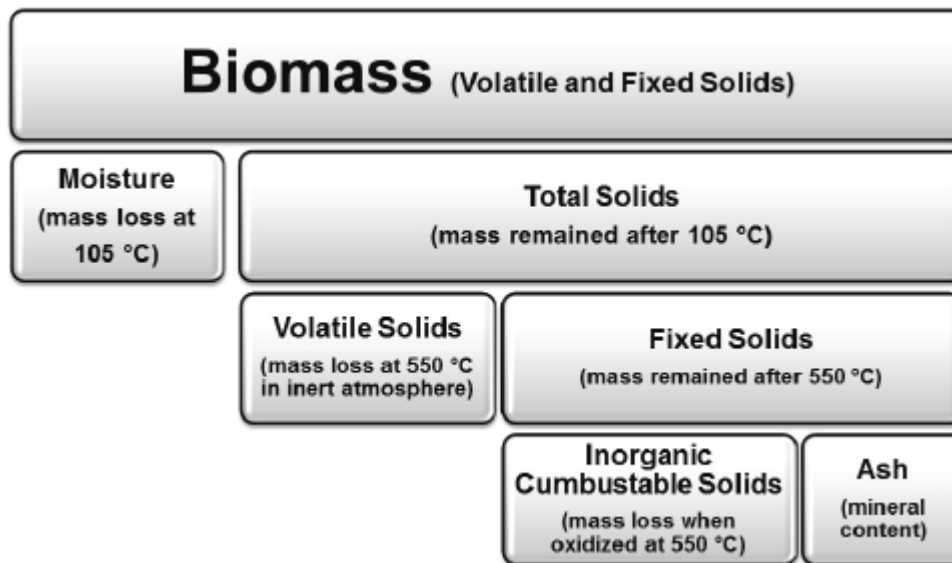 Biomass (Volatile and Fixed Solids)
Moisture
(mass loss at
105 °C)
Total Solids
(mass remained after 105 °C)
Volatile Solids
(mass loss at 550 °C
in inert atmosphere)
Fixed Solids
(mass remained after 550 °C)
Inorganic
Cumbustable Solids
(mass loss when
oxidized at 550 °C)
Ash
(mineral
content)